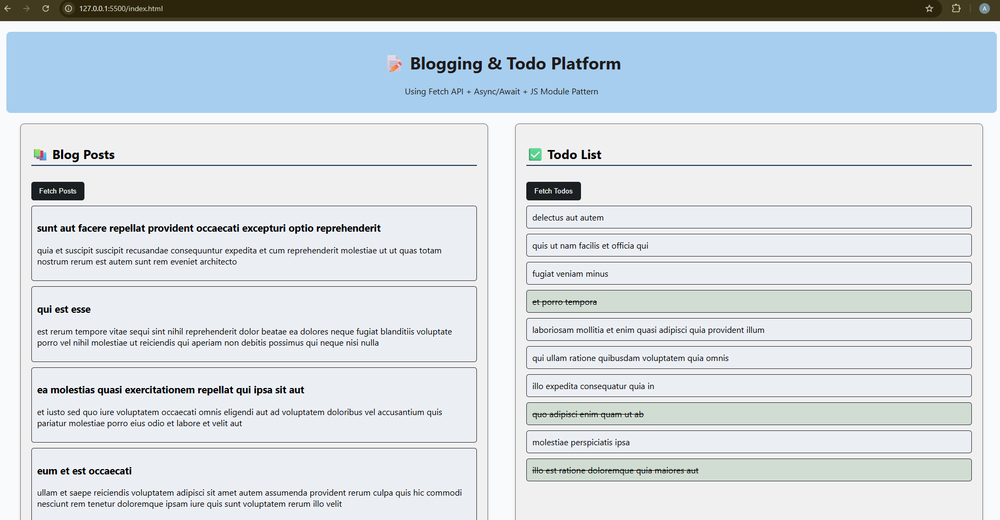 127.0.0.1:5500/index.html
A
Blogging & Todo Platform
Using Fetch API + Async/Await + JS Module Pattern
Blog Posts
Fetch Posts
sunt aut facere repellat provident occaecati excepturi optio reprehenderit
quia et suscipit suscipit recusandae consequuntur expedita et cum reprehenderit molestiae ut ut quas totam
nostrum rerum est autem sunt rem eveniet architecto
qui est esse
est rerum tempore vitae sequi sint nihil reprehenderit dolor beatae ea dolores neque fugiat blanditiis voluptate
porro vel nihil molestiae ut reiciendis qui aperiam non debitis possimus qui neque nisi nulla
ea molestias quasi exercitationem repellat qui ipsa sit aut
et iusto sed quo iure voluptatem occaecati omnis eligendi aut ad voluptatem doloribus vel accusantium quis
pariatur molestiae porro eius odio et labore et velit aut
eum et est occaecati
ullam et saepe reiciendis voluptatem adipisci sit amet autem assumenda provident rerum culpa quis hic commodi
nesciunt rem tenetur doloremque ipsam iure quis sunt voluptatem rerum illo velit
Todo List
Fetch Todos
delectus aut autem
quis ut nam facilis et officia qui
fugiat veniam minus
et porro tempora
laboriosam mollitia et enim quasi adipisci quia provident illum
qui ullam ratione quibusdam voluptatem quia omnis
illo expedita consequatur quia in
quo adipisci enim quam ut ab
molestiae perspiciatis ipsa
illo est ratione doloremque quia maiores aut